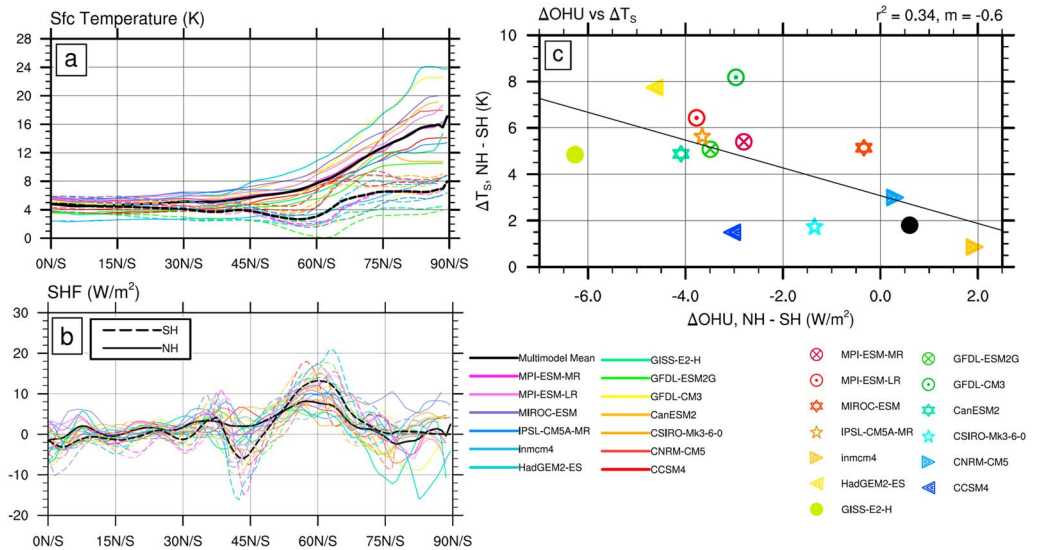 Sfc Temperature (K)
a
28
24
20
16
12
8
4
0
0N/S 15N/S 30N/S 45N/S 60N/S 75N/S 90N/S
SHF (W/m²)
b
SH
NH
30
20
10
0
-10
-20
0N/S 15N/S 30N/S 45N/S 60N/S 75N/S 90N/S
ΔOHU vs ΔTS
r² = 0.34, m = -0.6
c
ΔTS, NH - SH (K)
10
8
6
4
2
0
-6.0 -4.0 -2.0 0.0 2.0
ΔOHU, NH - SH (W/m²)
Multimodel Mean
MPI-ESM-MR
MPI-ESM-LR
MIROC-ESM
IPSL-CM5A-MR
inmcm4
HadGEM2-ES
GISS-E2-H
GFDL-ESM2G
GFDL-CM3
CanESM2
CSIRO-Mk3-6-0
CNRM-CM5
CCSM4
MPI-ESM-MR
MPI-ESM-LR
MIROC-ESM
IPSL-CM5A-MR
inmcm4
HadGEM2-ES
GISS-E2-H
GFDL-ESM2G
GFDL-CM3
CanESM2
CSIRO-Mk3-6-0
CNRM-CM5
CCSM4